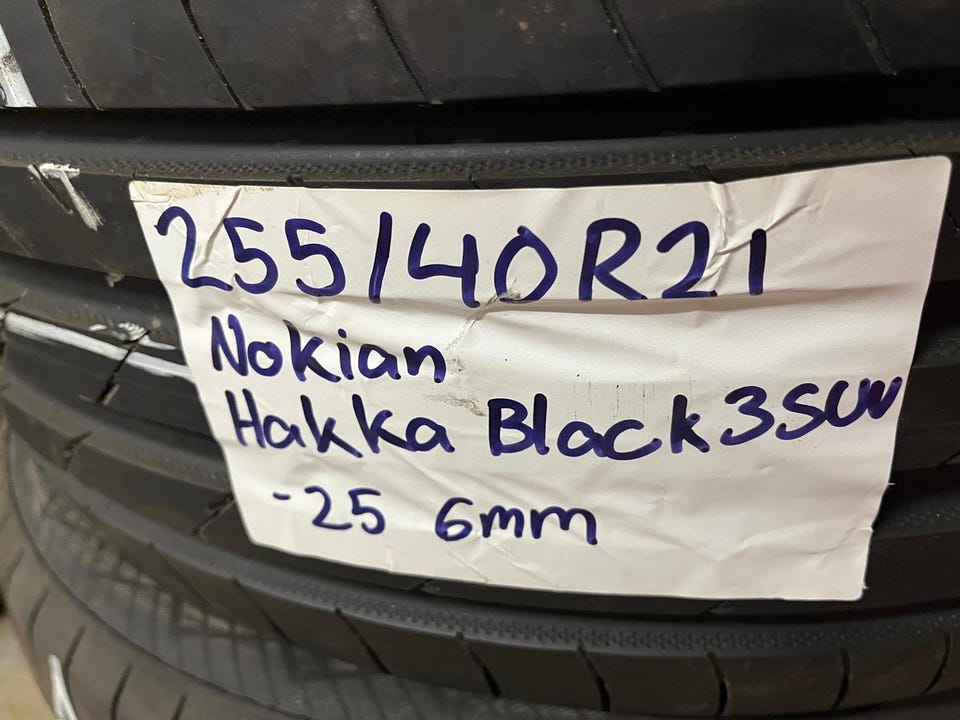 255/40R21
Nokian
Hakka Black3SUV
-25 6mm